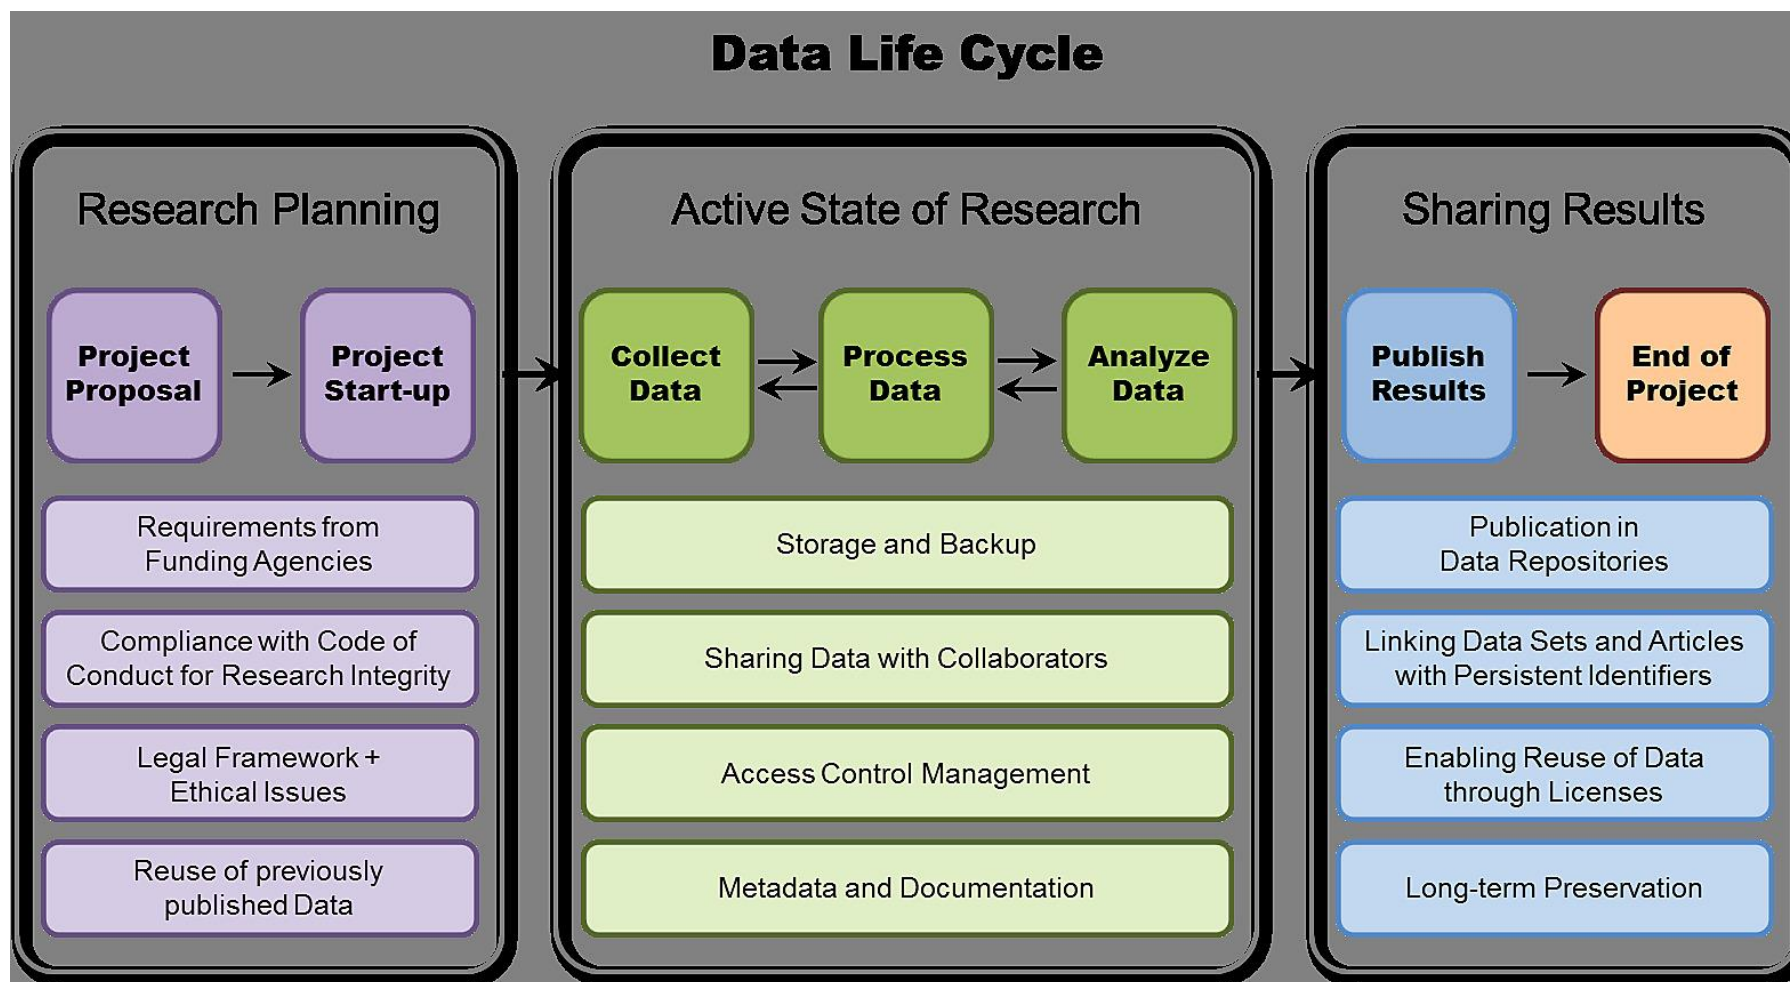 Data Life Cycle
Research Planning
Project
Proposal
Project
Start-up
Requirements from
Funding Agencies
Compliance with Code of
Conduct for Research Integrity
Legal Framework +
Ethical Issues
Reuse of previously
published Data
Active State of Research
Collect
Data
Process
Data
Analyze
Data
Storage and Backup
Sharing Data with Collaborators
Access Control Management
Metadata and Documentation
Sharing Results
Publish
Results
End of
Project
Publication in
Data Repositories
Linking Data Sets and Articles
with Persistent Identifiers
Enabling Reuse of Data
through Licenses
Long-term Preservation